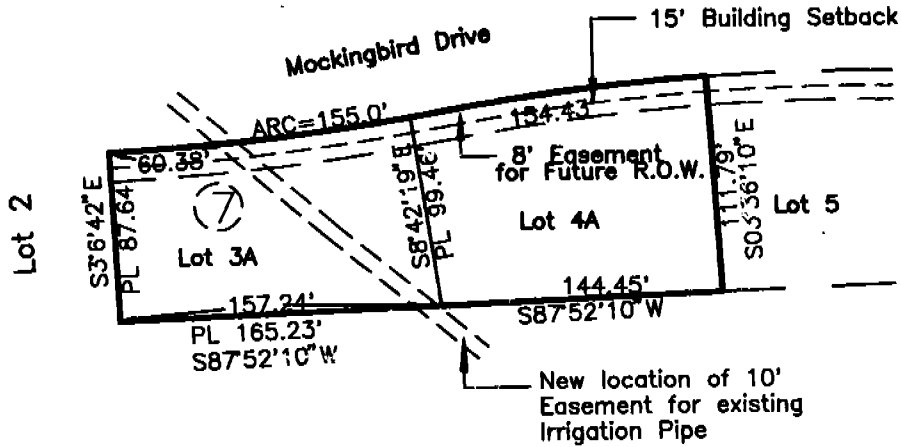 15' Building Setback
Mockingbird Drive
ARC=155.0'
154.43'
60.38'
8' Easement
for Future R.O.W.
Lot 2
S3°6'42"E
PL 87.64'
7
Lot 3A
S8°42'19"E
PL 99.46'
Lot 4A
111.79'
S03°36'10"E
Lot 5
157.24'
PL 165.23'
S87°52'10"W
144.45'
S87°52'10"W
New location of 10'
Easement for existing
Irrigation Pipe